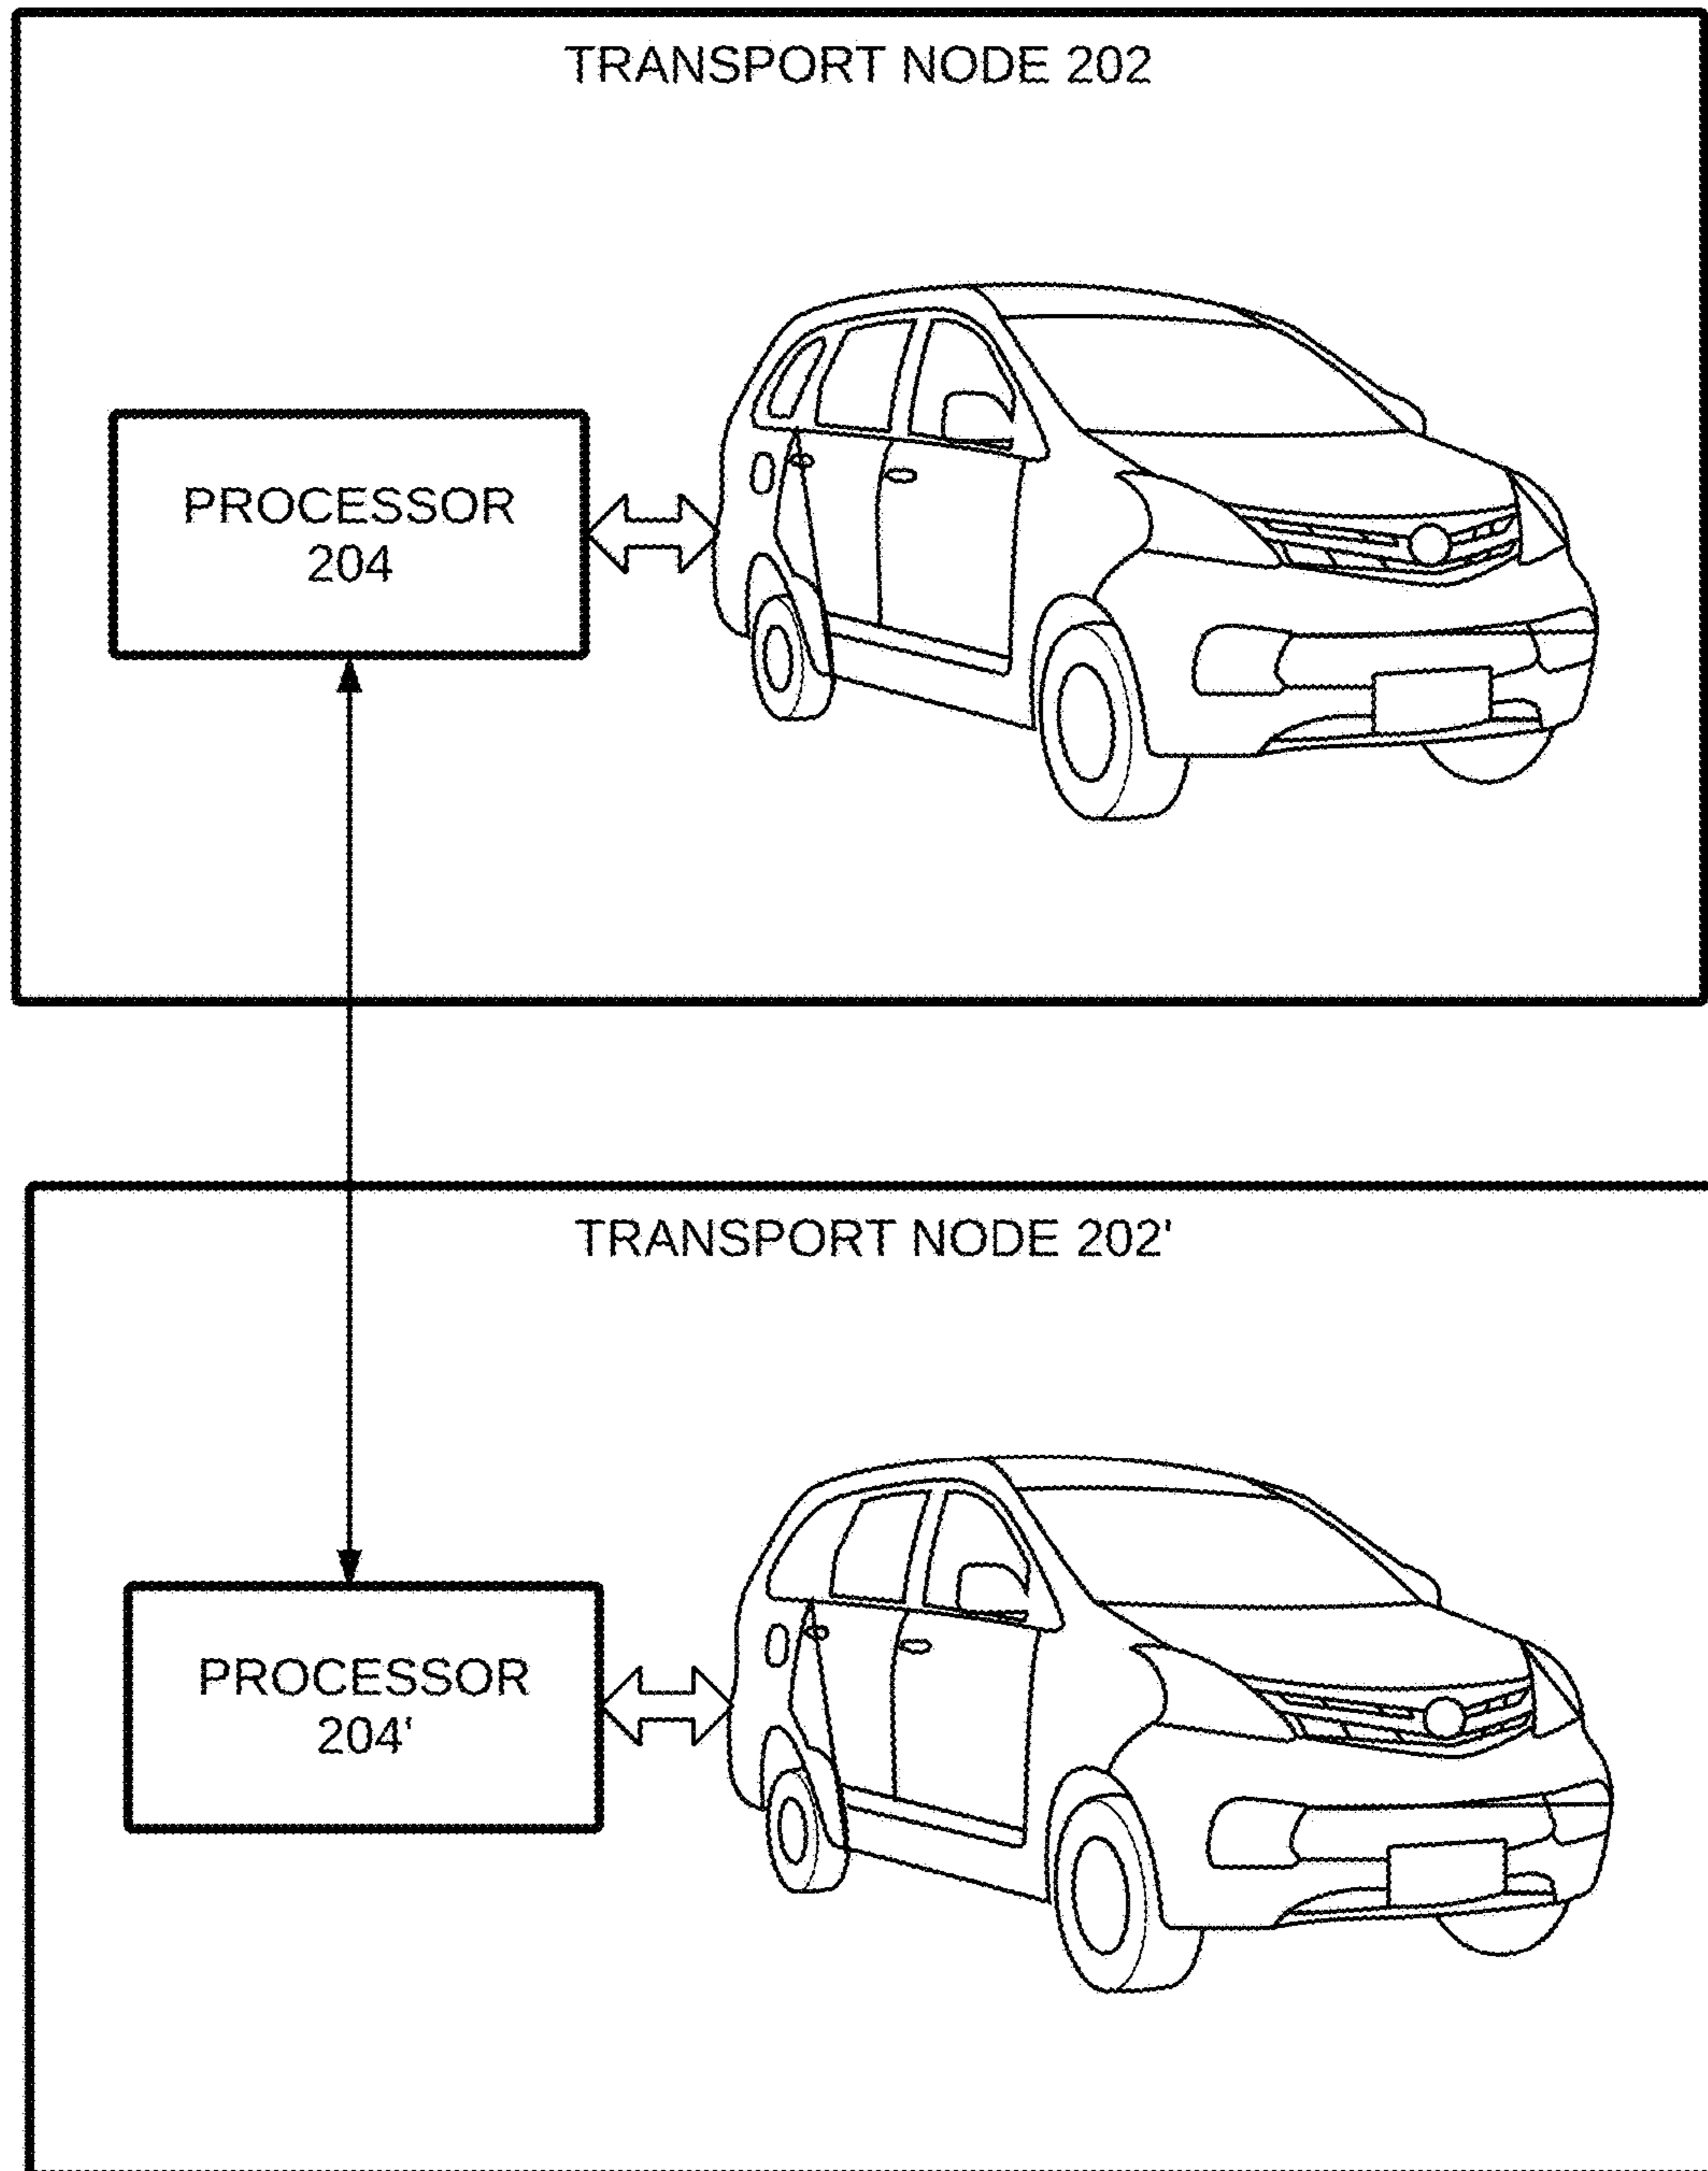 TRANSPORT NODE 202
PROCESSOR
204
TRANSPORT NODE 202'
PROCESSOR
204'